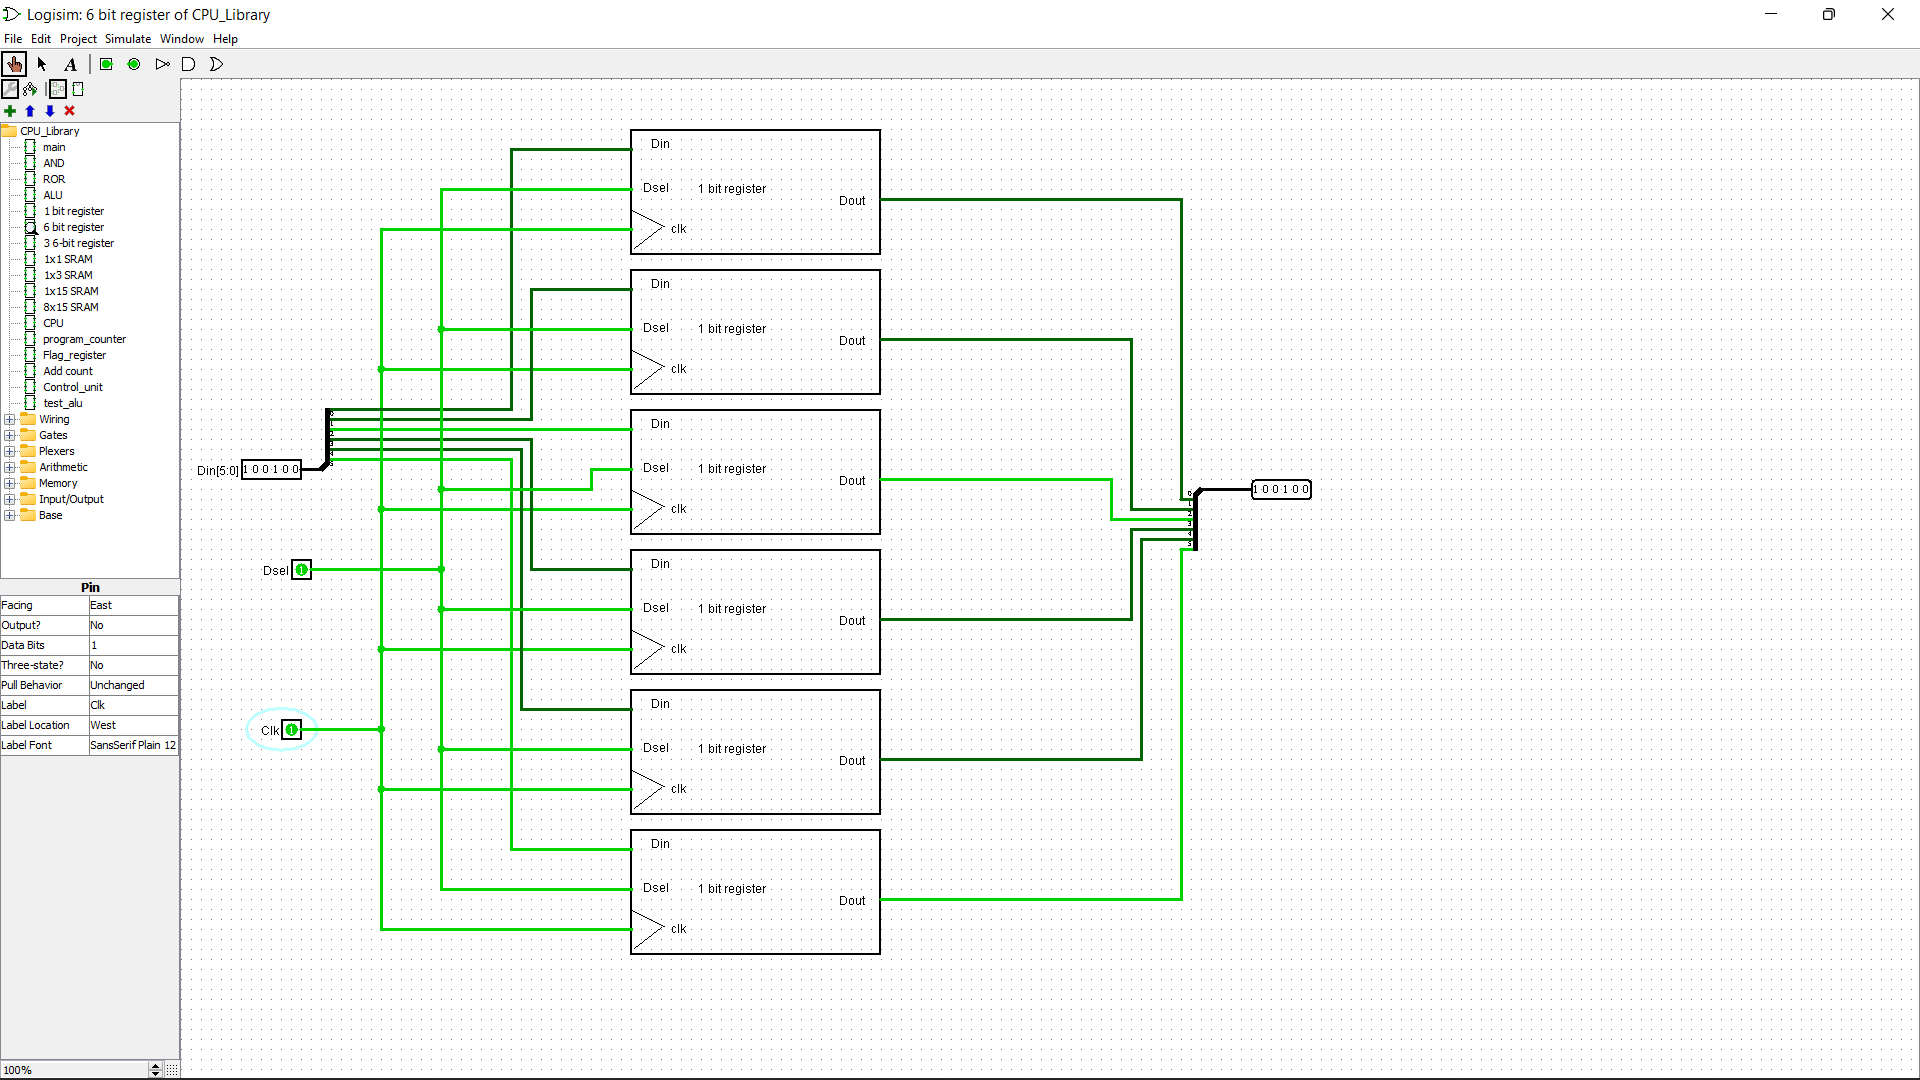 Logisim: 6 bit register of CPU_Library
File Edit Project Simulate Window Help
A
CPU_Library
main
AND
ROR
ALU
1 bit register
6 bit register
3 6-bit register
1x1 SRAM
1x3 SRAM
1x15 SRAM
8x15 SRAM
CPU
program_counter
Flag_register
Add count
Control_unit
test_alu
Wiring
Gates
Plexers
Arithmetic
Memory
Input/Output
Base
Pin
Facing East
Output? No
Data Bits 1
Three-state? No
Pull Behavior Unchanged
Label Clk
Label Location West
Label Font SansSerif Plain 12
100%
Din[5:0] 1 0 0 1 0 0
Dsel 1
Clk 1
Din
Dsel 1 bit register
Dout
clk
Din
Dsel 1 bit register
Dout
clk
Din
Dsel 1 bit register
Dout
clk
Din
Dsel 1 bit register
Dout
clk
Din
Dsel 1 bit register
Dout
clk
Din
Dsel 1 bit register
Dout
clk
1 0 0 1 0 0